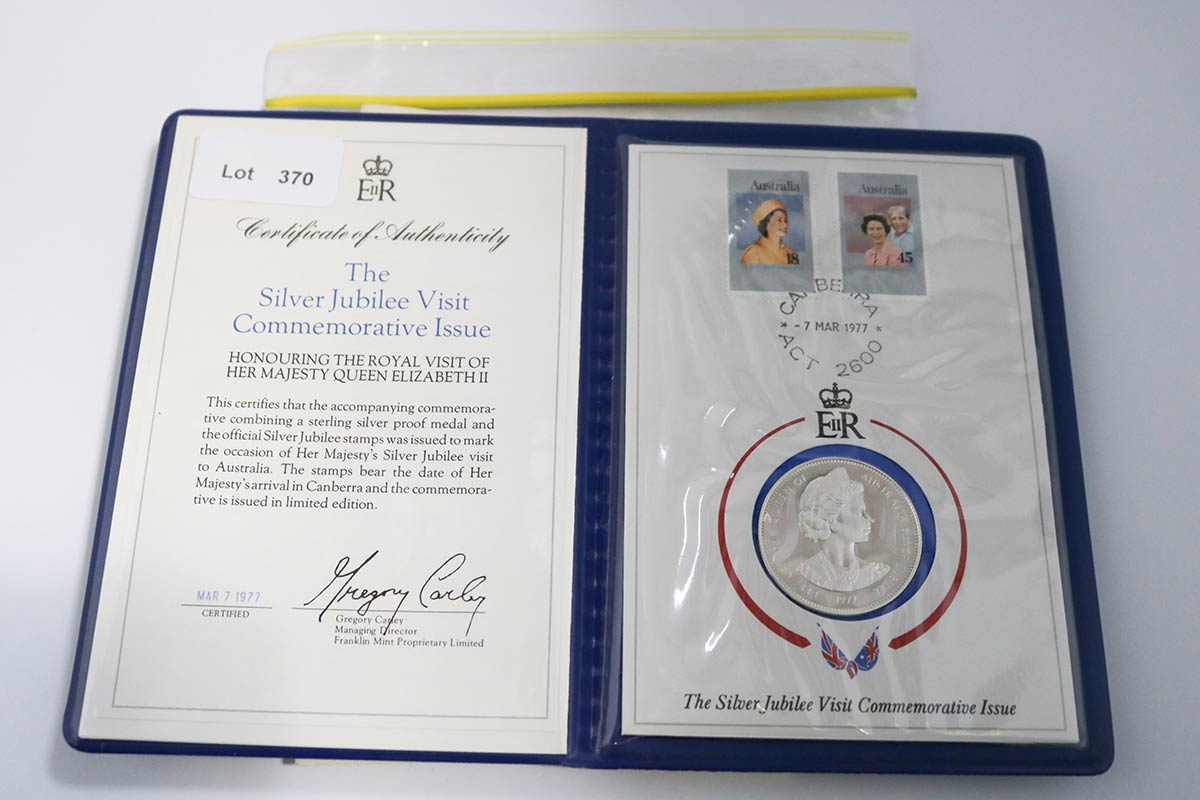 Lot 370
EIIR
Certificate of Authenticity
The
Silver Jubilee Visit
Commemorative Issue
HONOURING THE ROYAL VISIT OF
HER MAJESTY QUEEN ELIZABETH II
This certifies that the accompanying commemora-
tive combining a sterling silver proof medal and
the official Silver Jubilee stamps was issued to mark
the occasion of Her Majesty's Silver Jubilee visit
to Australia. The stamps bear the date of Her
Majesty's arrival in Canberra and the commemora-
tive is issued in limited edition.
MAR 7 1977
CERTIFIED
Gregory Carley
Gregory Carley
Managing Director
Franklin Mint Proprietary Limited
Australia
18
Australia
45
CANBERRA
* - 7 MAR 1977 *
ACT 2600
EIIR
QUEEN OF AUSTRALIA
1977
The Silver Jubilee Visit Commemorative Issue